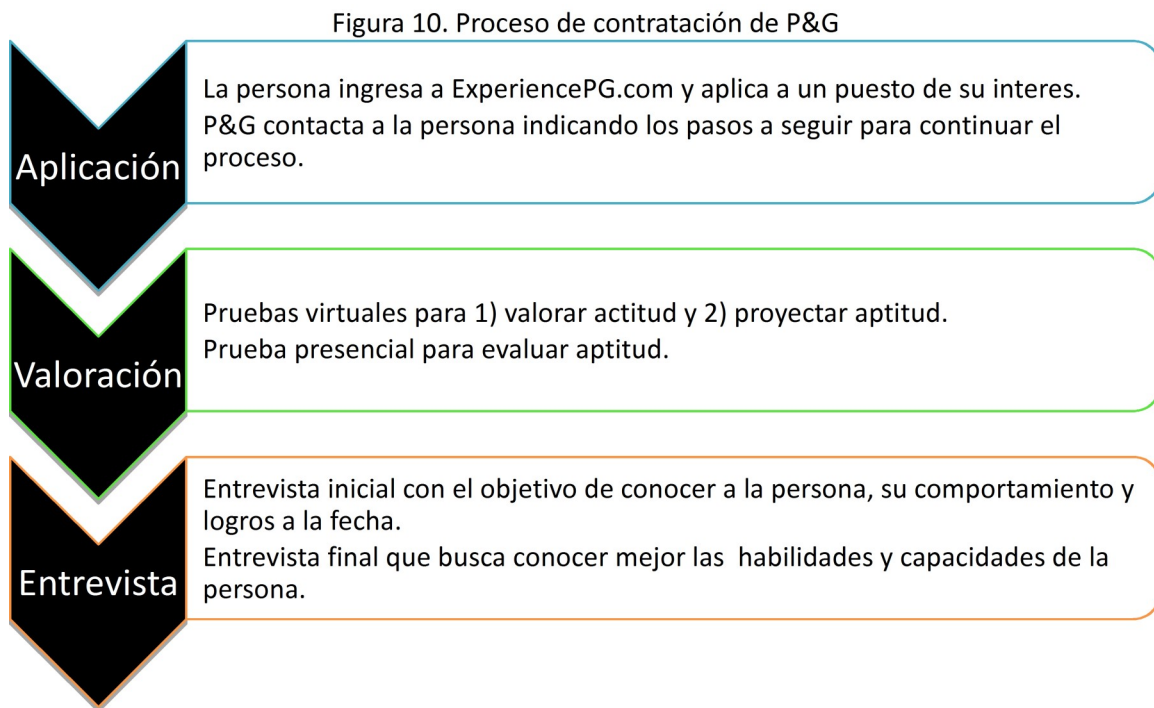 Figura 10. Proceso de contratación de P&G
Aplicación
La persona ingresa a ExperiencePG.com y aplica a un puesto de su interes.
P&G contacta a la persona indicando los pasos a seguir para continuar el
proceso.
Valoración
Pruebas virtuales para 1) valorar actitud y 2) proyectar aptitud.
Prueba presencial para evaluar aptitud.
Entrevista
Entrevista inicial con el objetivo de conocer a la persona, su comportamiento y
logros a la fecha.
Entrevista final que busca conocer mejor las  habilidades y capacidades de la
persona.